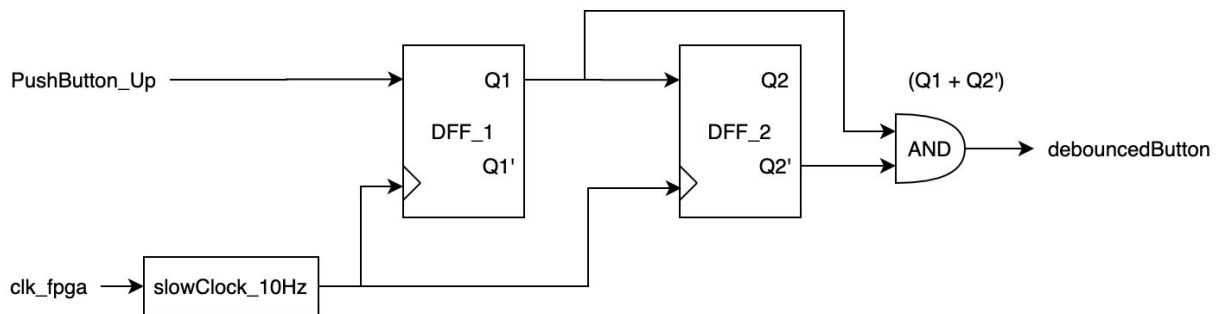 PushButton_Up
Q1
DFF_1
Q1'
Q2
DFF_2
Q2'
(Q1 + Q2')
AND
debouncedButton
clk_fpga
slowClock_10Hz